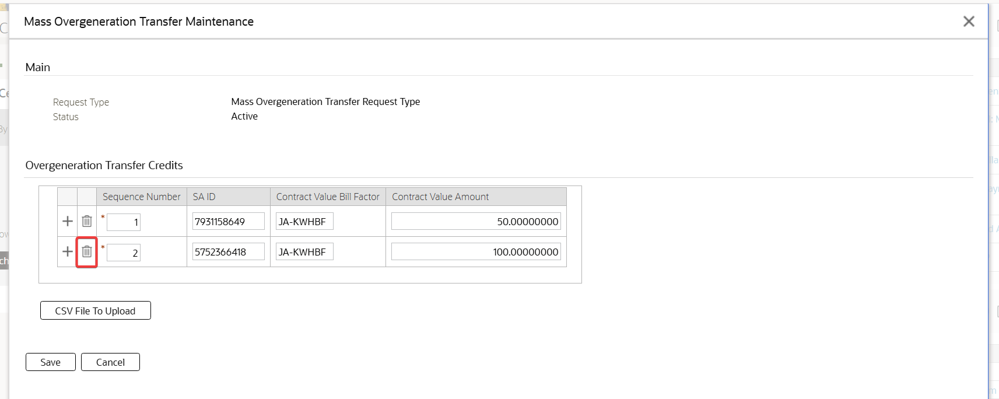 Mass Overgeneration Transfer Maintenance
Main
Request Type Mass Overgeneration Transfer Request Type
Status Active
Overgeneration Transfer Credits
Sequence Number SA ID Contract Value Bill Factor Contract Value Amount
* 1 7931158649 JA-KWHBF 50.00000000
* 2 5752366418 JA-KWHBF 100.00000000
CSV File To Upload
Save Cancel